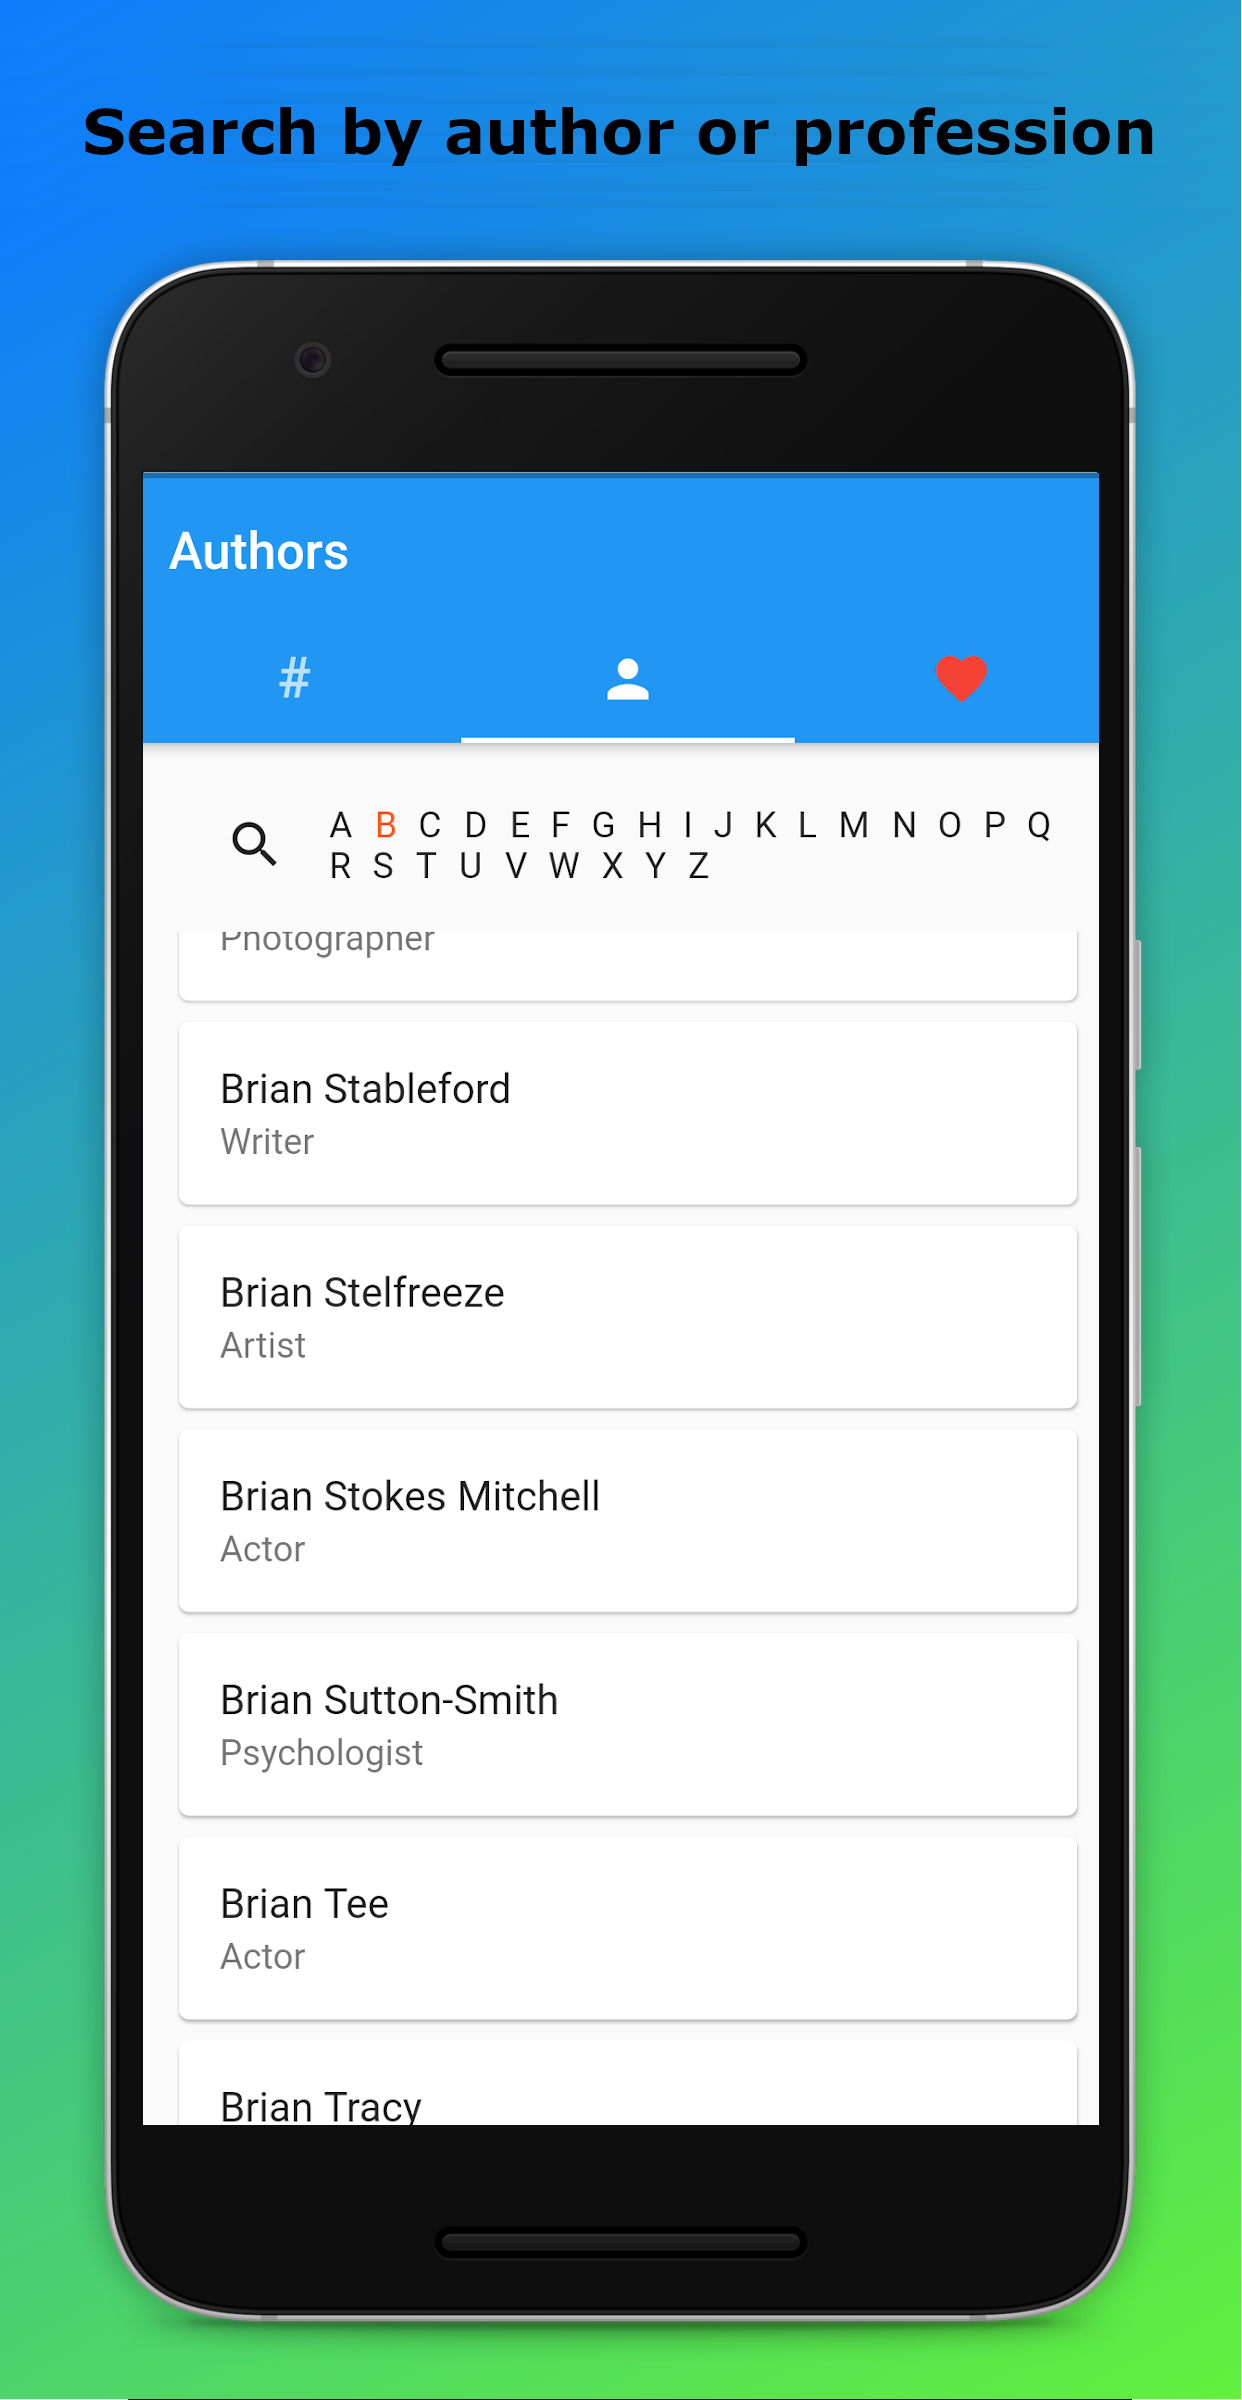 Search by author or profession
Authors
#
A B C D E F G H I J K L M N O P Q
R S T U V W X Y Z
Photographer
Brian Stableford
Writer
Brian Stelfreeze
Artist
Brian Stokes Mitchell
Actor
Brian Sutton-Smith
Psychologist
Brian Tee
Actor
Brian Tracy